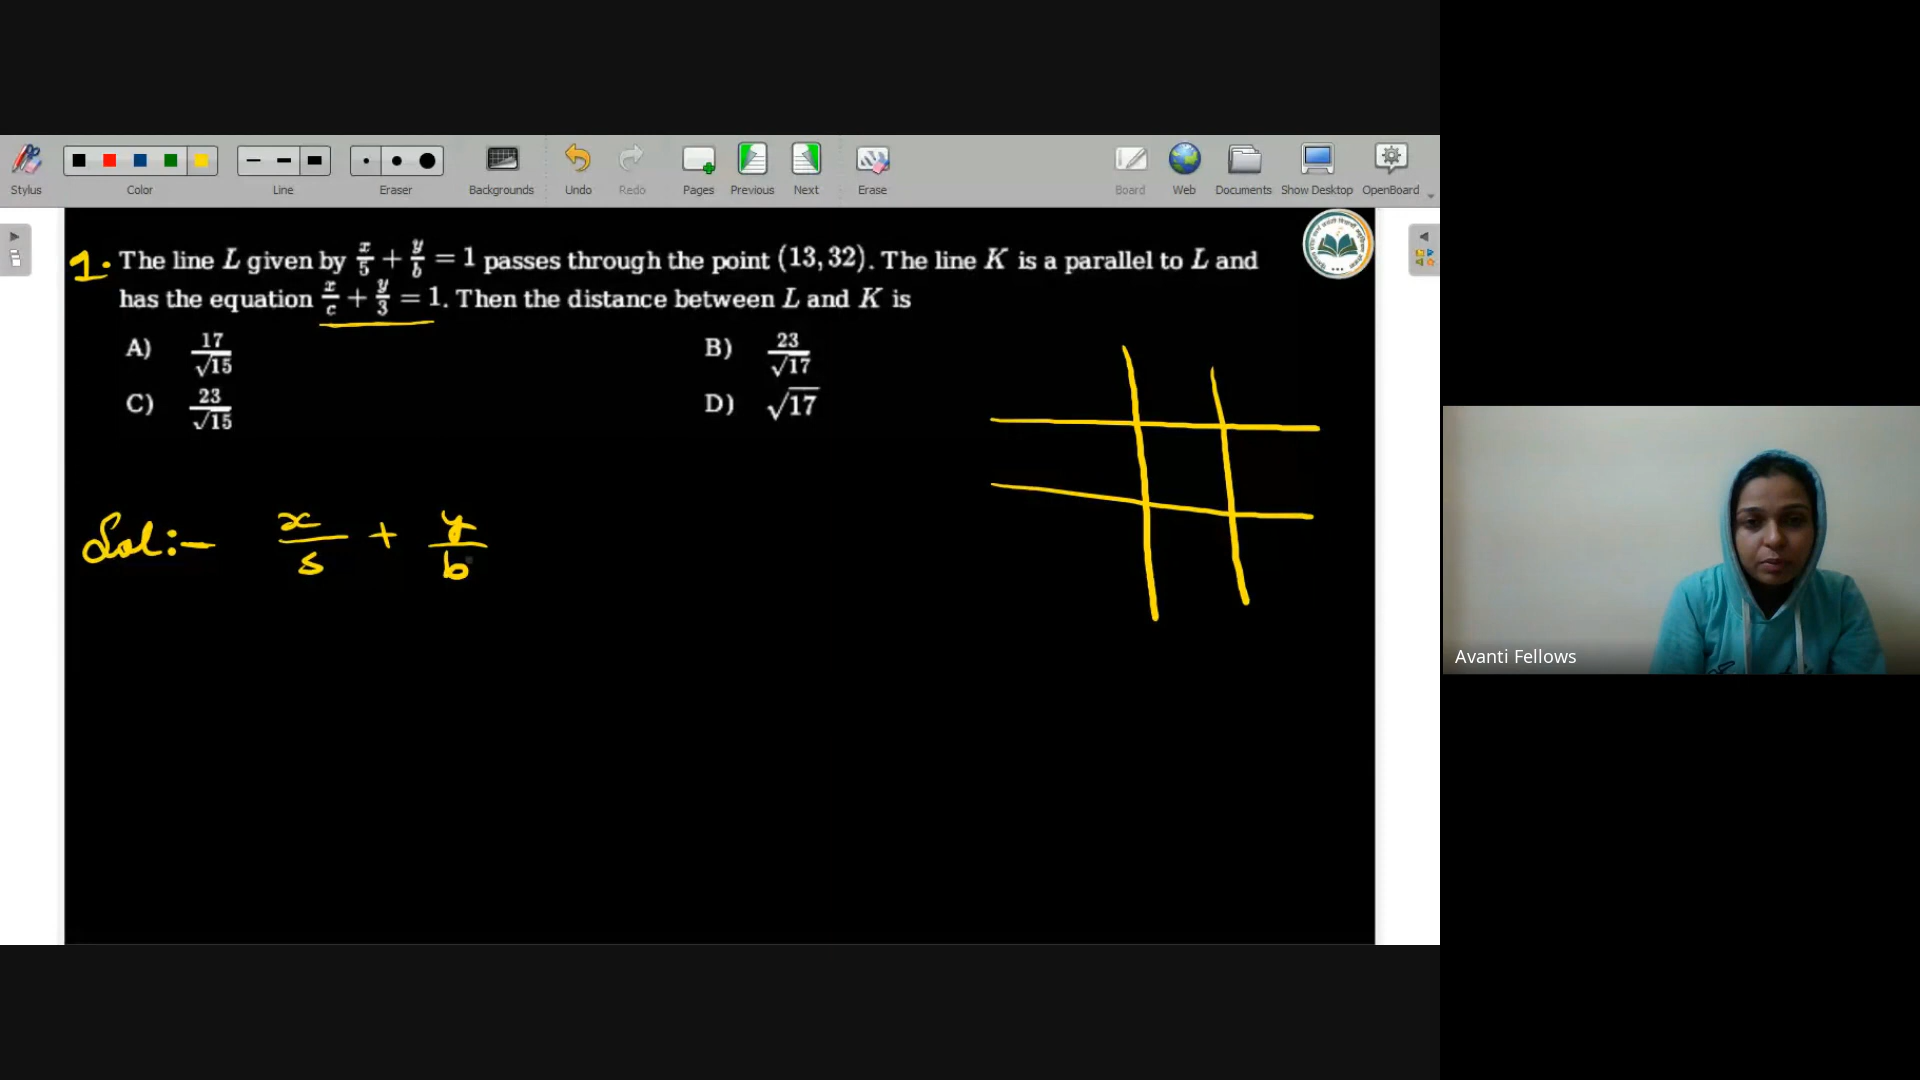 Stylus Color Line Eraser Backgrounds Undo Redo Pages Previous Next Erase Board Web Documents Show Desktop OpenBoard
1. The line L given by x/5 + y/b = 1 passes through the point (13, 32). The line K is a parallel to L and
has the equation x/c + y/3 = 1. Then the distance between L and K is
A) 17/√15 B) 23/√17
C) 23/√15 D) √17
Sol:- x/5 + y/b
Avanti Fellows